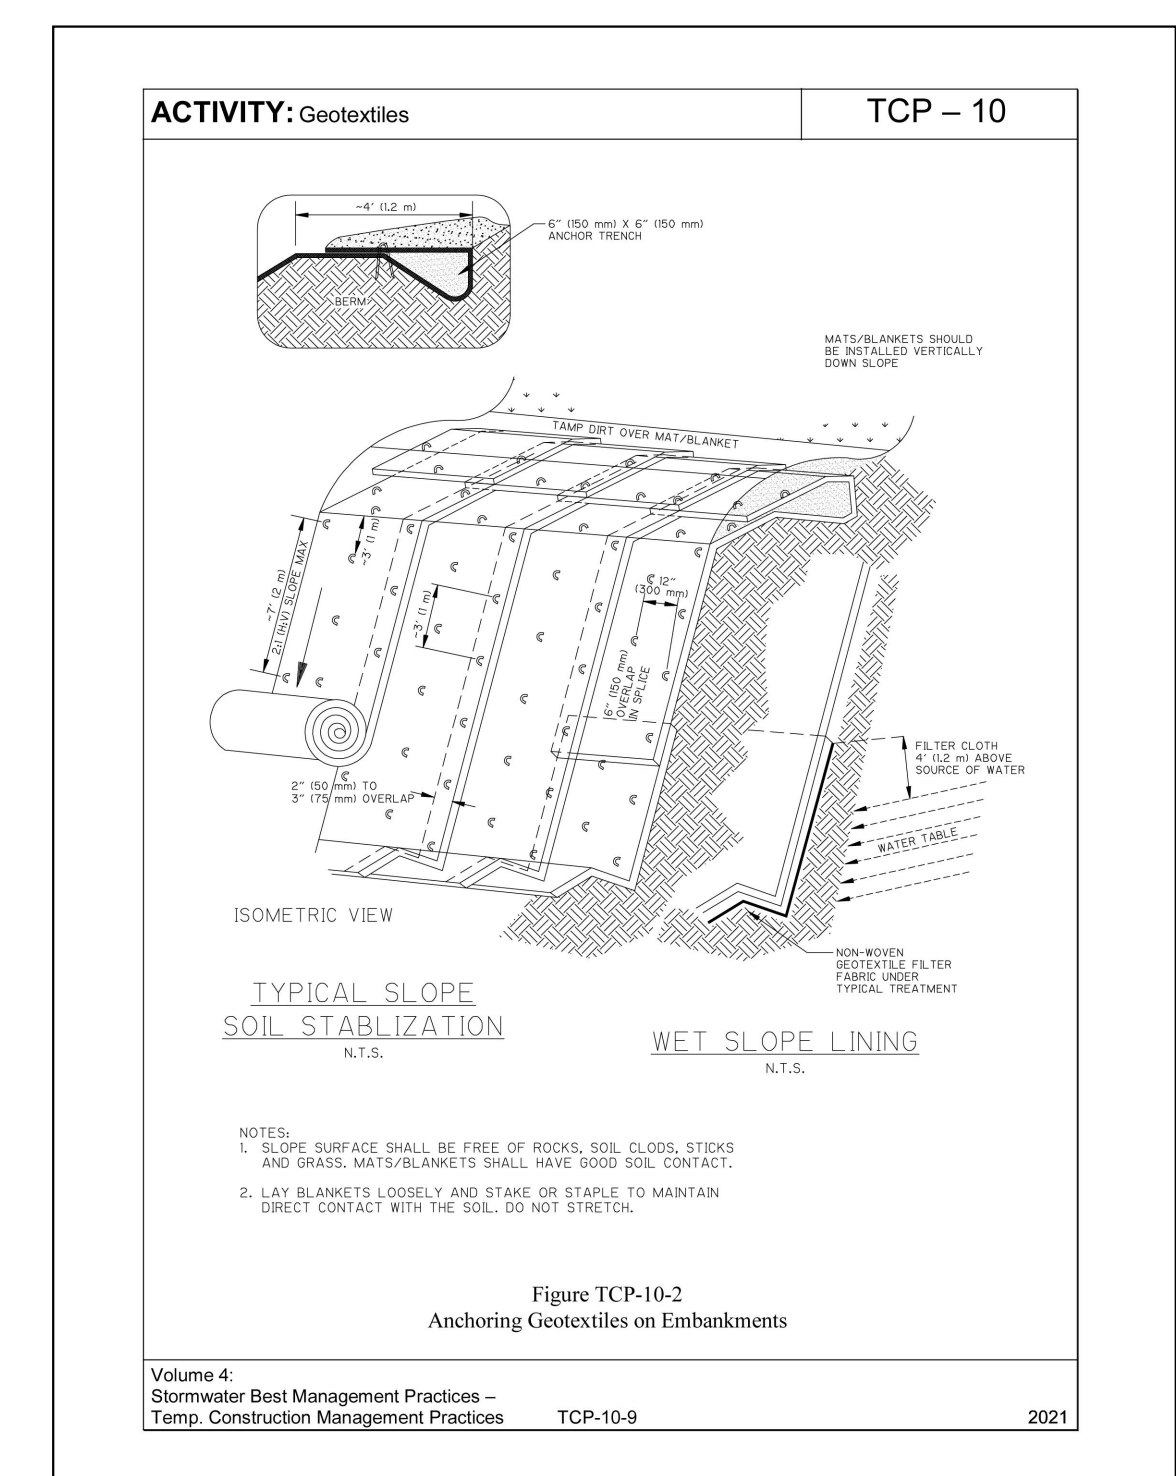 ACTIVITY: Geotextiles
TCP – 10
~4' (1.2 m)
6" (150 mm) X 6" (150 mm)
ANCHOR TRENCH
BERM
MATS/BLANKETS SHOULD
BE INSTALLED VERTICALLY
DOWN SLOPE
TAMP DIRT OVER MAT/BLANKET
~3' (1 m)
~7' (2 m)
2:1 (H:V) SLOPE MAX
12"
(300 mm)
~3' (1 m)
6" (150 mm)
OVERLAP
IN SPLICE
FILTER CLOTH
4' (1.2 m) ABOVE
SOURCE OF WATER
2" (50 mm) TO
3" (75 mm) OVERLAP
WATER TABLE
ISOMETRIC VIEW
NON-WOVEN
GEOTEXTILE FILTER
FABRIC UNDER
TYPICAL TREATMENT
TYPICAL SLOPE
SOIL STABLIZATION
N.T.S.
WET SLOPE LINING
N.T.S.
NOTES:
1. SLOPE SURFACE SHALL BE FREE OF ROCKS, SOIL CLODS, STICKS
AND GRASS. MATS/BLANKETS SHALL HAVE GOOD SOIL CONTACT.
2. LAY BLANKETS LOOSELY AND STAKE OR STAPLE TO MAINTAIN
DIRECT CONTACT WITH THE SOIL. DO NOT STRETCH.
Figure TCP-10-2
Anchoring Geotextiles on Embankments
Volume 4:
Stormwater Best Management Practices –
Temp. Construction Management Practices
TCP-10-9
2021